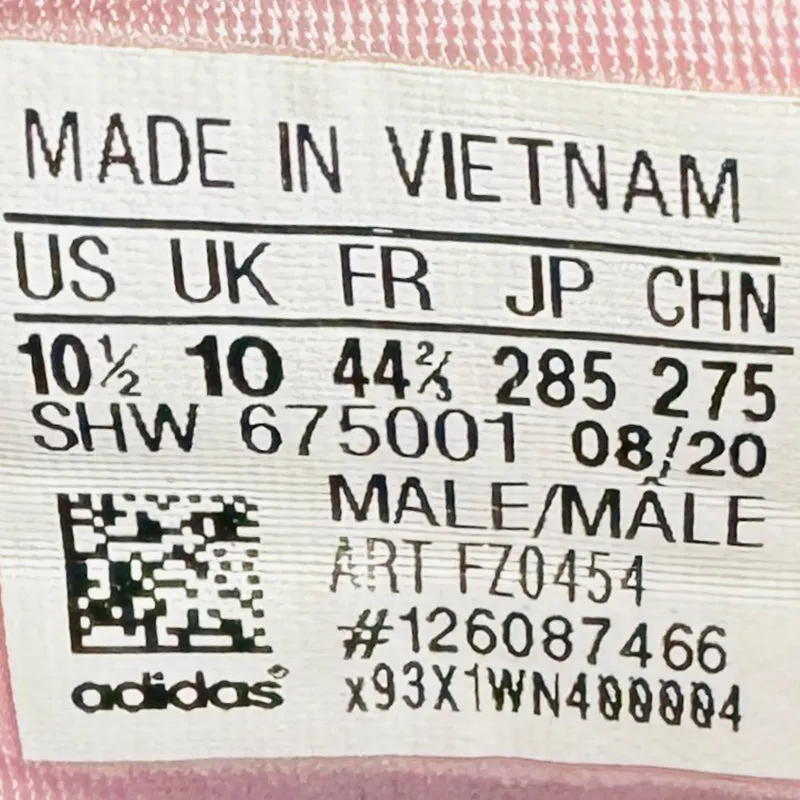 MADE IN VIETNAM
US UK FR JP CHN
10½ 10 44⅔ 285 275
SHW 675001 08/20
MALE/MÂLE
ART FZ0454
#126087466
adidas®
x93X1WN400004